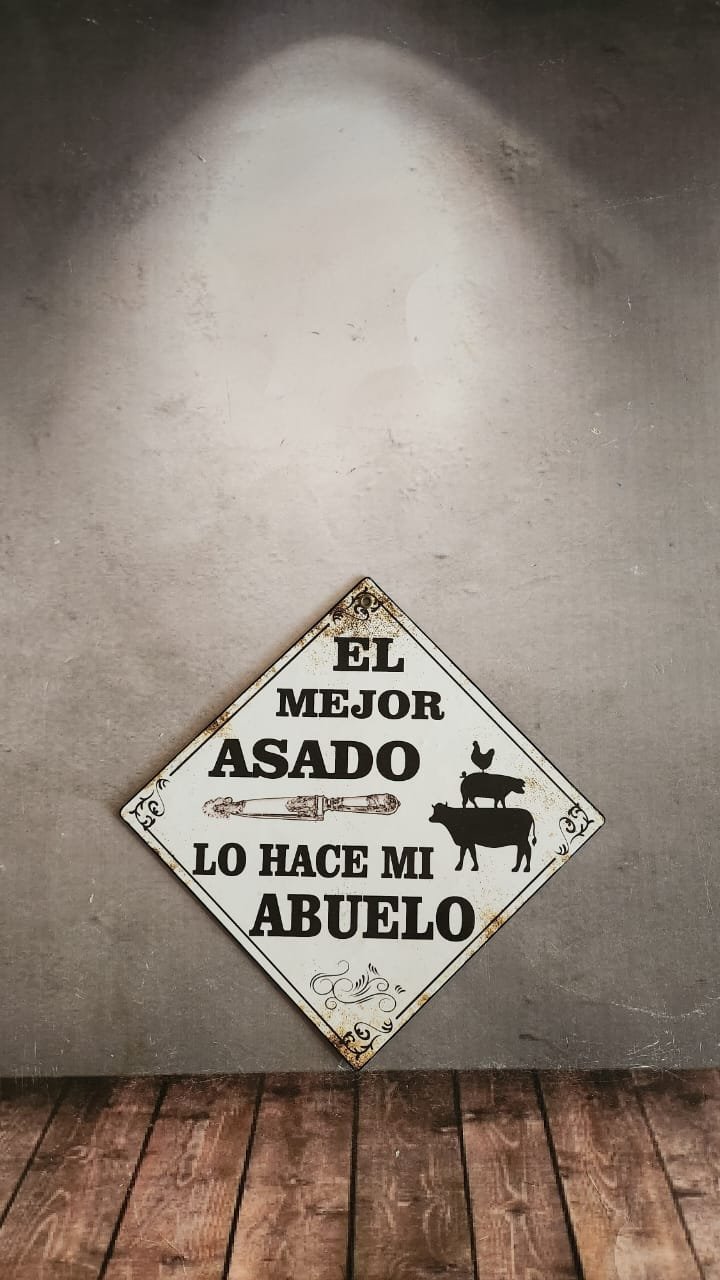 EL
MEJOR
ASADO
LO HACE MI
ABUELO